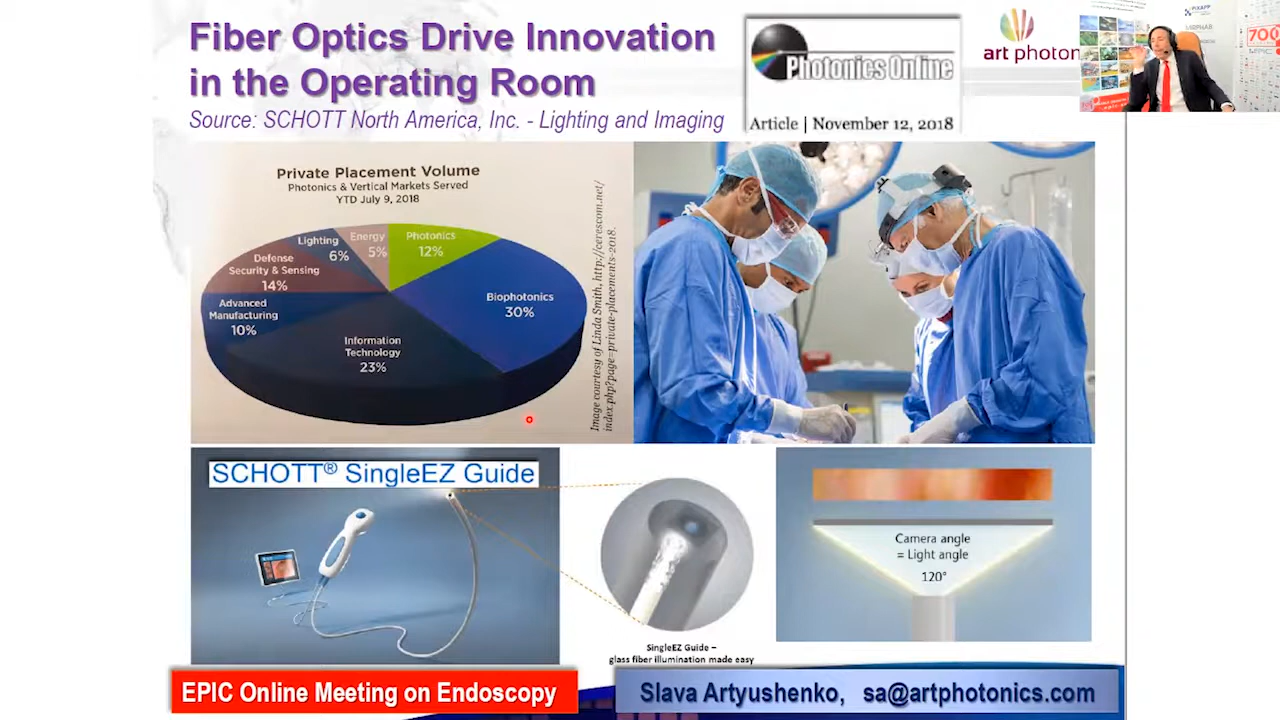 Fiber Optics Drive Innovation
in the Operating Room
Source: SCHOTT North America, Inc. - Lighting and Imaging
Photonics Online
Article | November 12, 2018
art photon
PIXAPP
700
Private Placement Volume
Photonics & Vertical Markets Served
YTD July 9, 2018
Photonics
12%
Biophotonics
30%
Information
Technology
23%
Advanced
Manufacturing
10%
Defense
Security & Sensing
14%
Lighting
6%
Energy
5%
Image courtesy of Linda Smith, http://cerescom.net/
index.php?page=private-placements-2018.
SCHOTT® SingleEZ Guide
SingleEZ Guide –
glass fiber illumination made easy
Camera angle
= Light angle
120°
EPIC Online Meeting on Endoscopy
Slava Artyushenko, sa@artphotonics.com